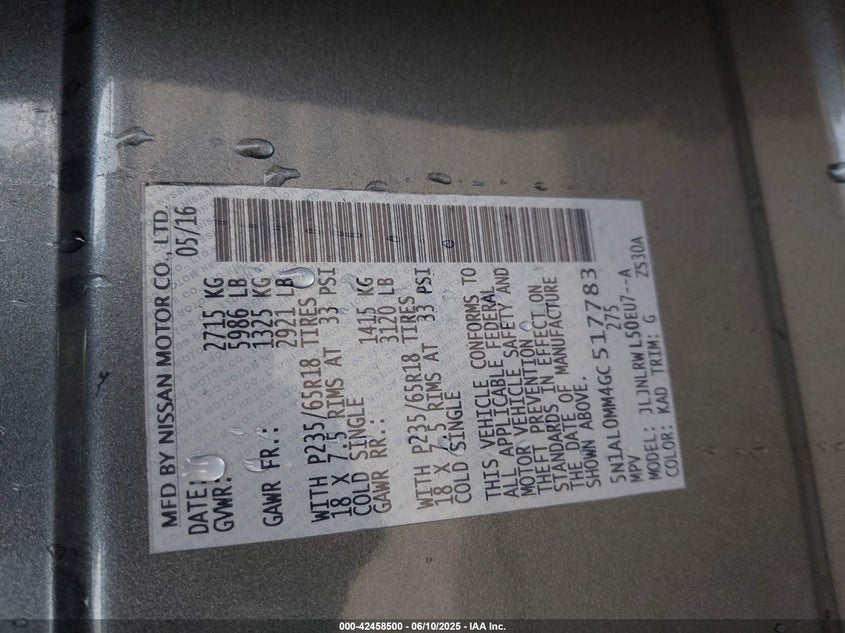 MFD BY NISSAN MOTOR CO., LTD.
DATE: 05/16
GVWR: 2715 KG
5986 LB
GAWR FR.: 1325 KG
2921 LB
WITH P235/65R18 TIRES
18 X 7.5 RIMS AT 33 PSI
COLD SINGLE
GAWR RR.: 1415 KG
3120 LB
WITH P235/65R18 TIRES
18 X 7.5 RIMS AT 33 PSI
COLD SINGLE
THIS VEHICLE CONFORMS TO
ALL APPLICABLE FEDERAL
MOTOR VEHICLE SAFETY AND
THEFT PREVENTION
STANDARDS IN EFFECT ON
THE DATE OF MANUFACTURE
SHOWN ABOVE.
5N1AL0MM4GC517783
MPV 275
MODEL: JLJNLRWL50EU7--A
COLOR: KAD TRIM: G ZS30A
000-42458500 - 06/10/2025 - IAA Inc.